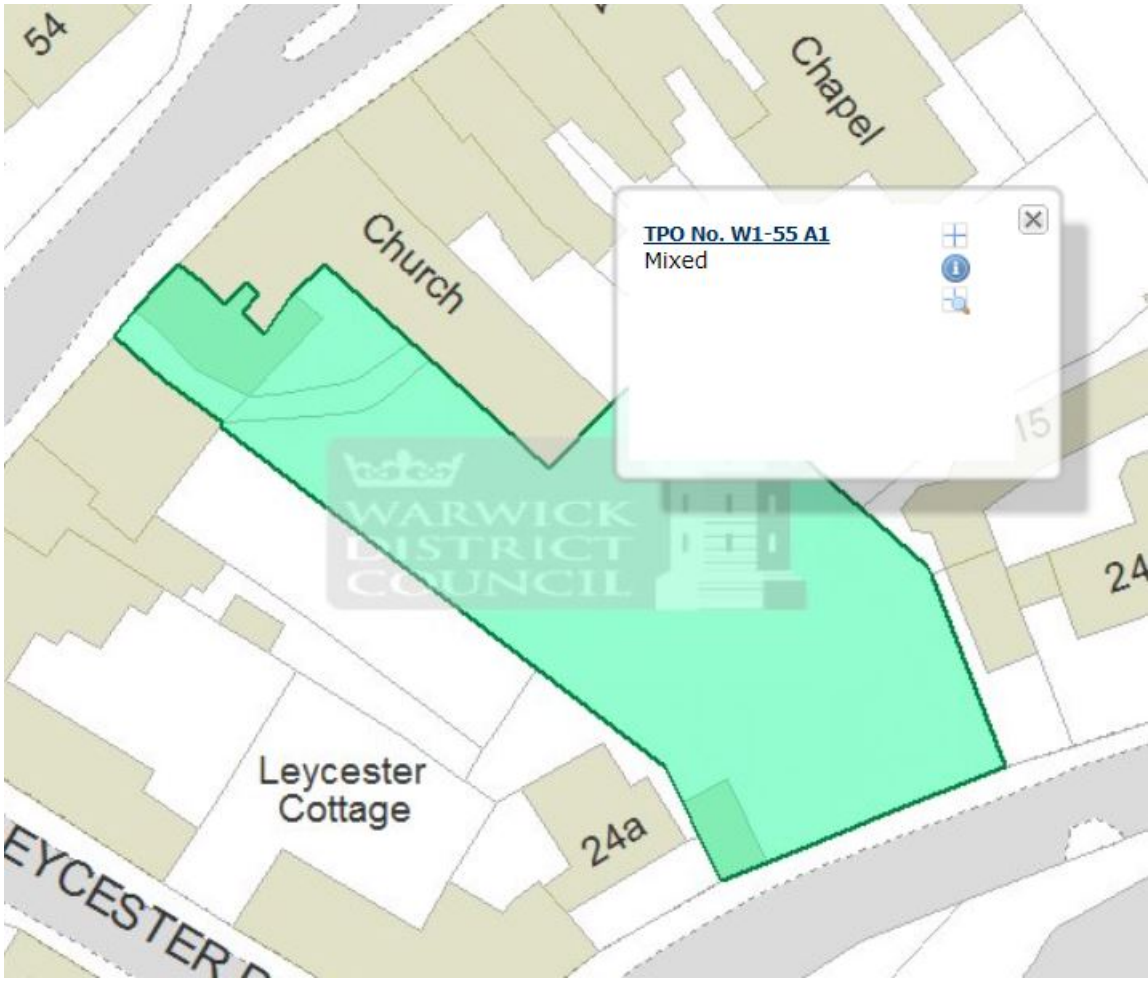 54
Chapel
Church
TPO No. W1-55 A1
Mixed
15
WARWICK
DISTRICT
COUNCIL
24
Leycester
Cottage
24a
EYCESTER